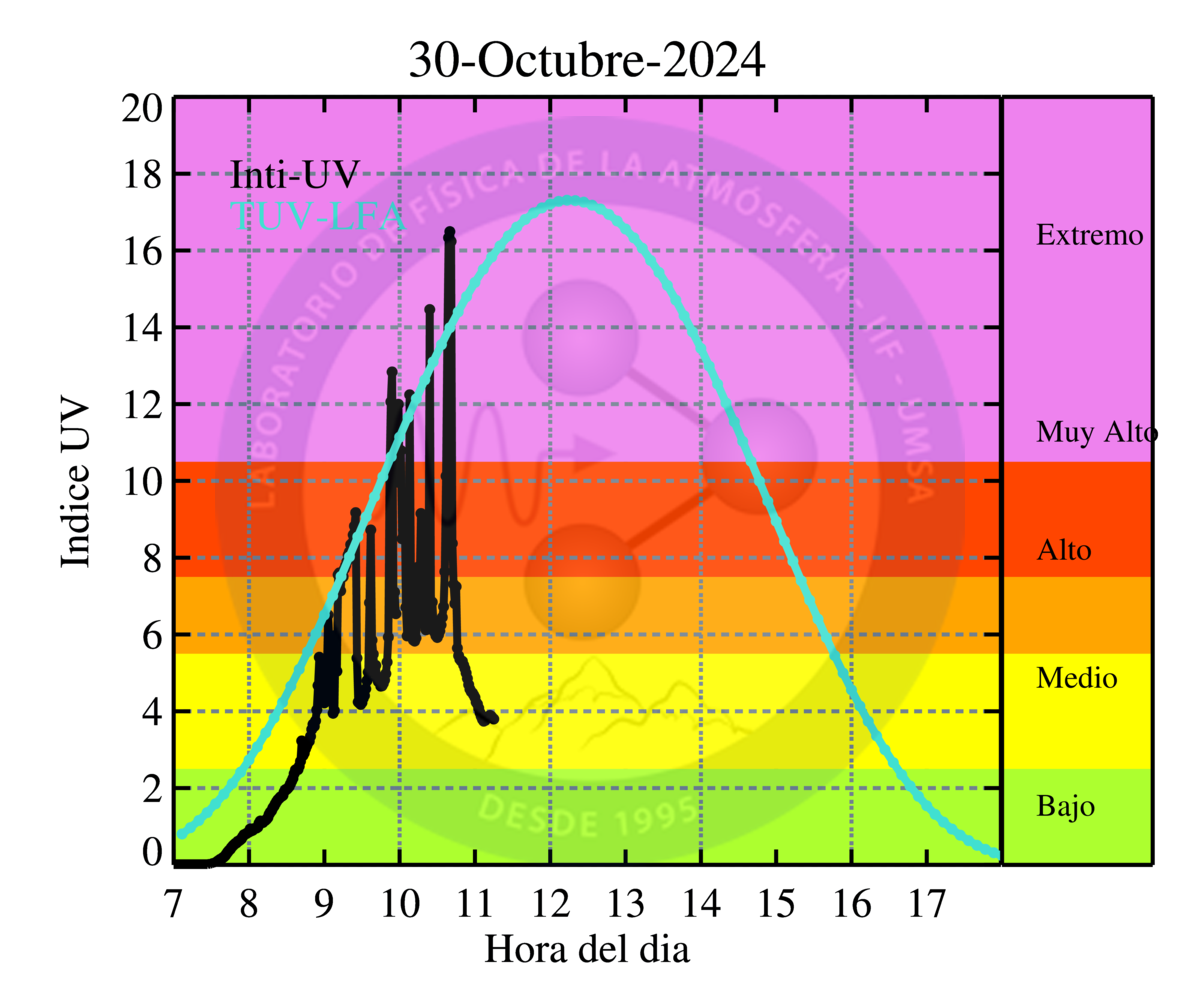 30-Octubre-2024
20
18
16
14
12
10
8
6
4
2
0
Indice UV
Inti-UV
TUV-LFA
LABORATORIO DE FÍSICA DE LA ATMÓSFERA - IIF - UMSA
DESDE 1995
Extremo
Muy Alto
Alto
Medio
Bajo
7 8 9 10 11 12 13 14 15 16 17
Hora del dia